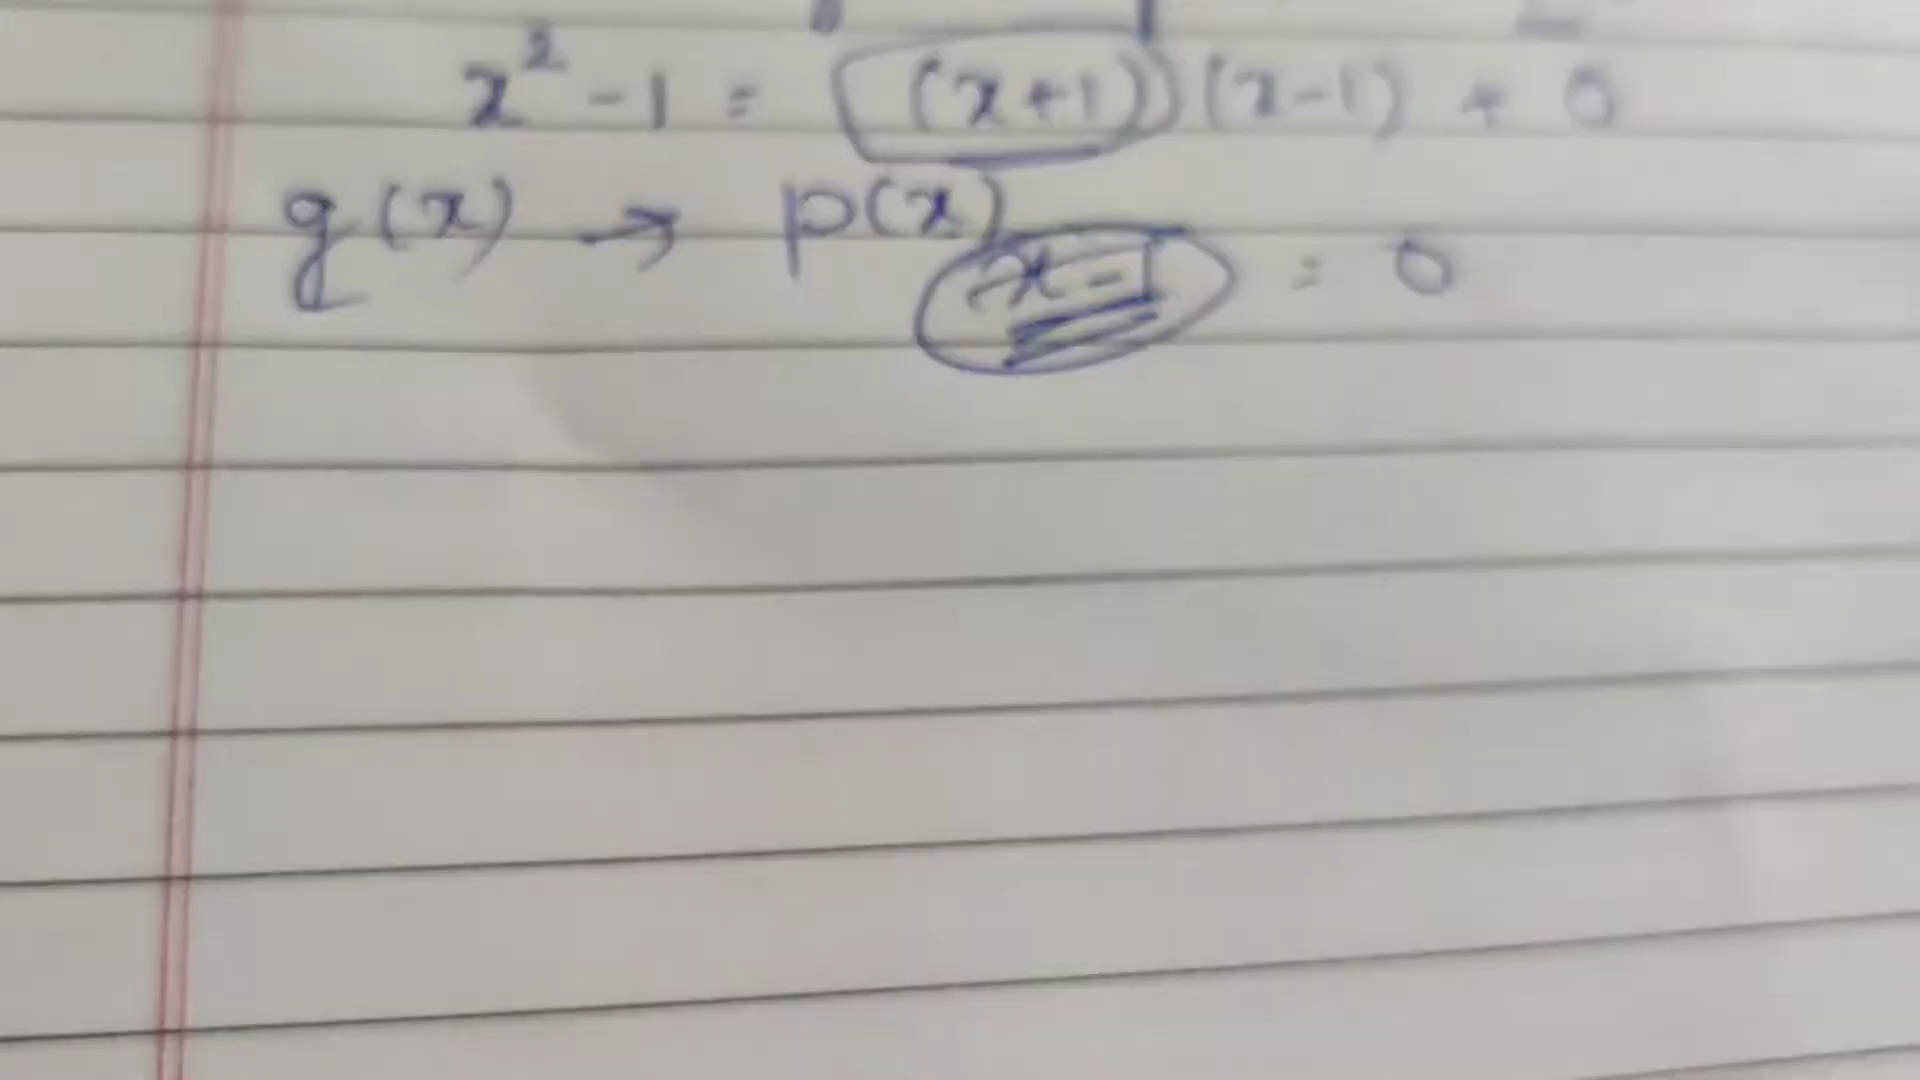 x² - 1 = (x+1) (x-1) + 0
g(x) → p(x)
x - 1 = 0